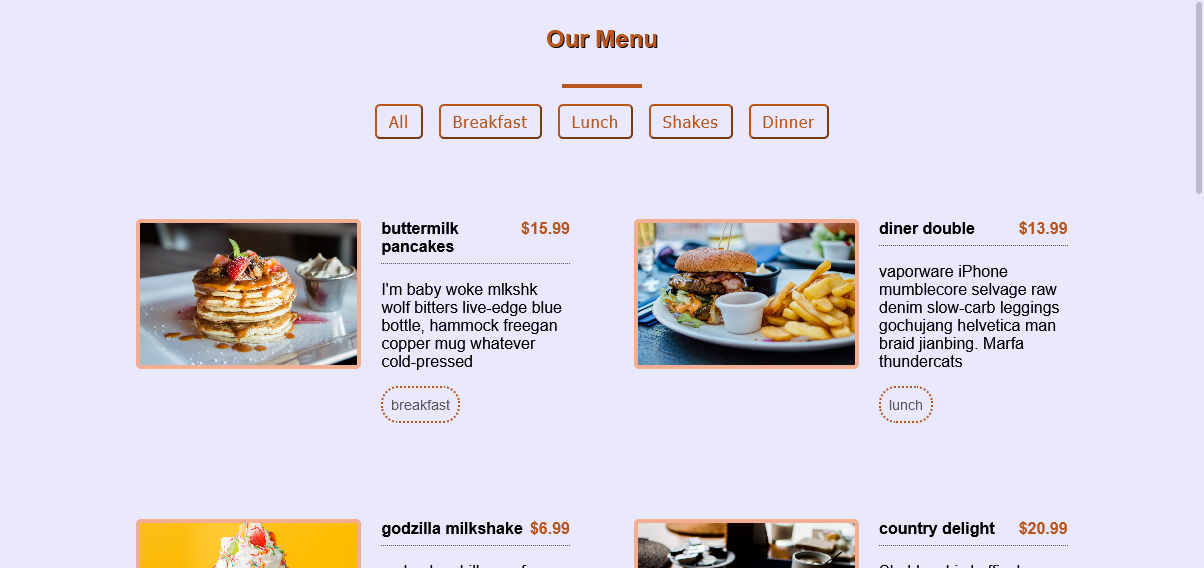 Our Menu
All
Breakfast
Lunch
Shakes
Dinner
buttermilk
pancakes
$15.99
I'm baby woke mlkshk
wolf bitters live-edge blue
bottle, hammock freegan
copper mug whatever
cold-pressed
breakfast
diner double
$13.99
vaporware iPhone
mumblecore selvage raw
denim slow-carb leggings
gochujang helvetica man
braid jianbing. Marfa
thundercats
lunch
godzilla milkshake
$6.99
country delight
$20.99